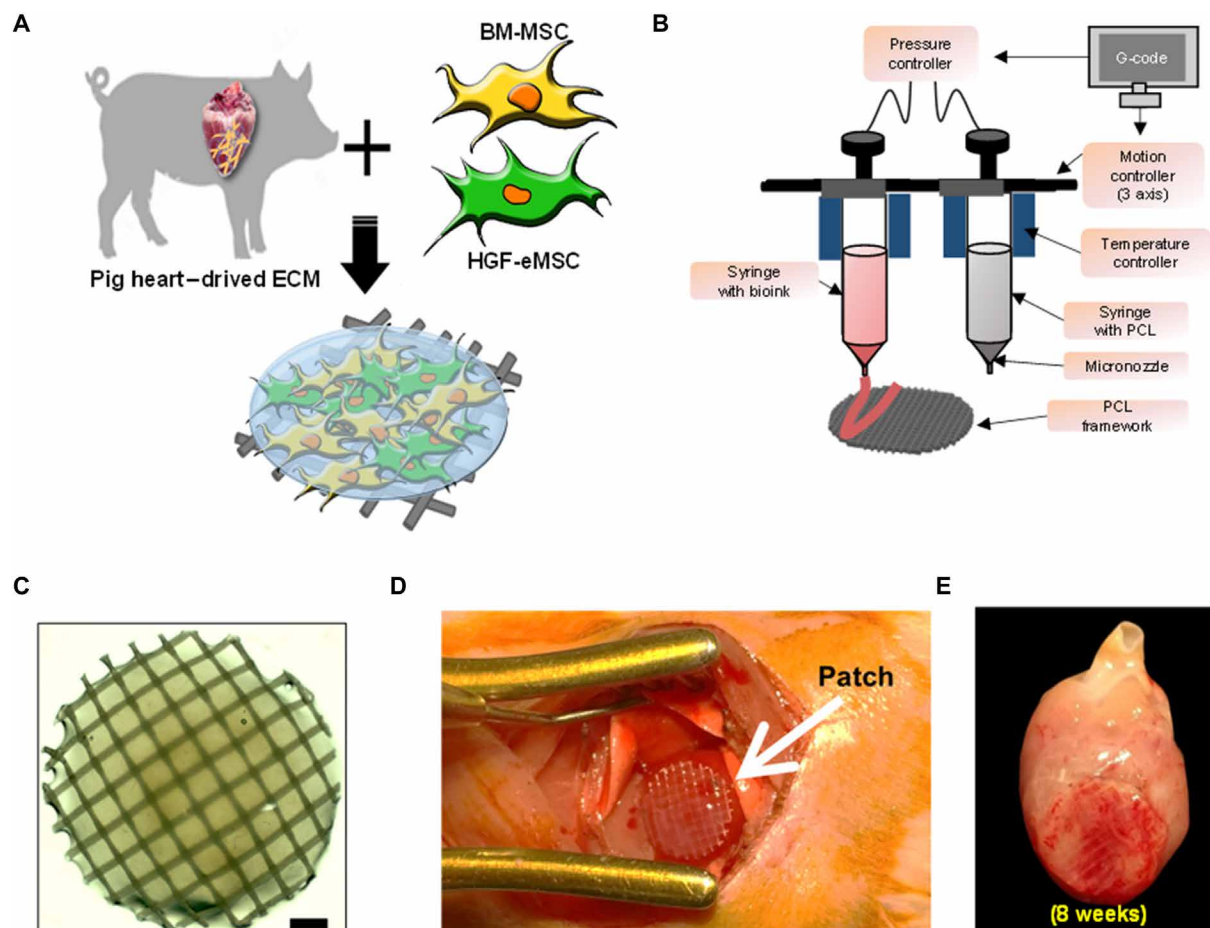 A
BM-MSC
HGF-eMSC
Pig heart–drived ECM
B
Pressure
controller
G-code
Motion
controller
(3 axis)
Temperature
controller
Syringe
with bioink
Syringe
with PCL
Micronozzle
PCL
framework
C
D
Patch
E
(8 weeks)